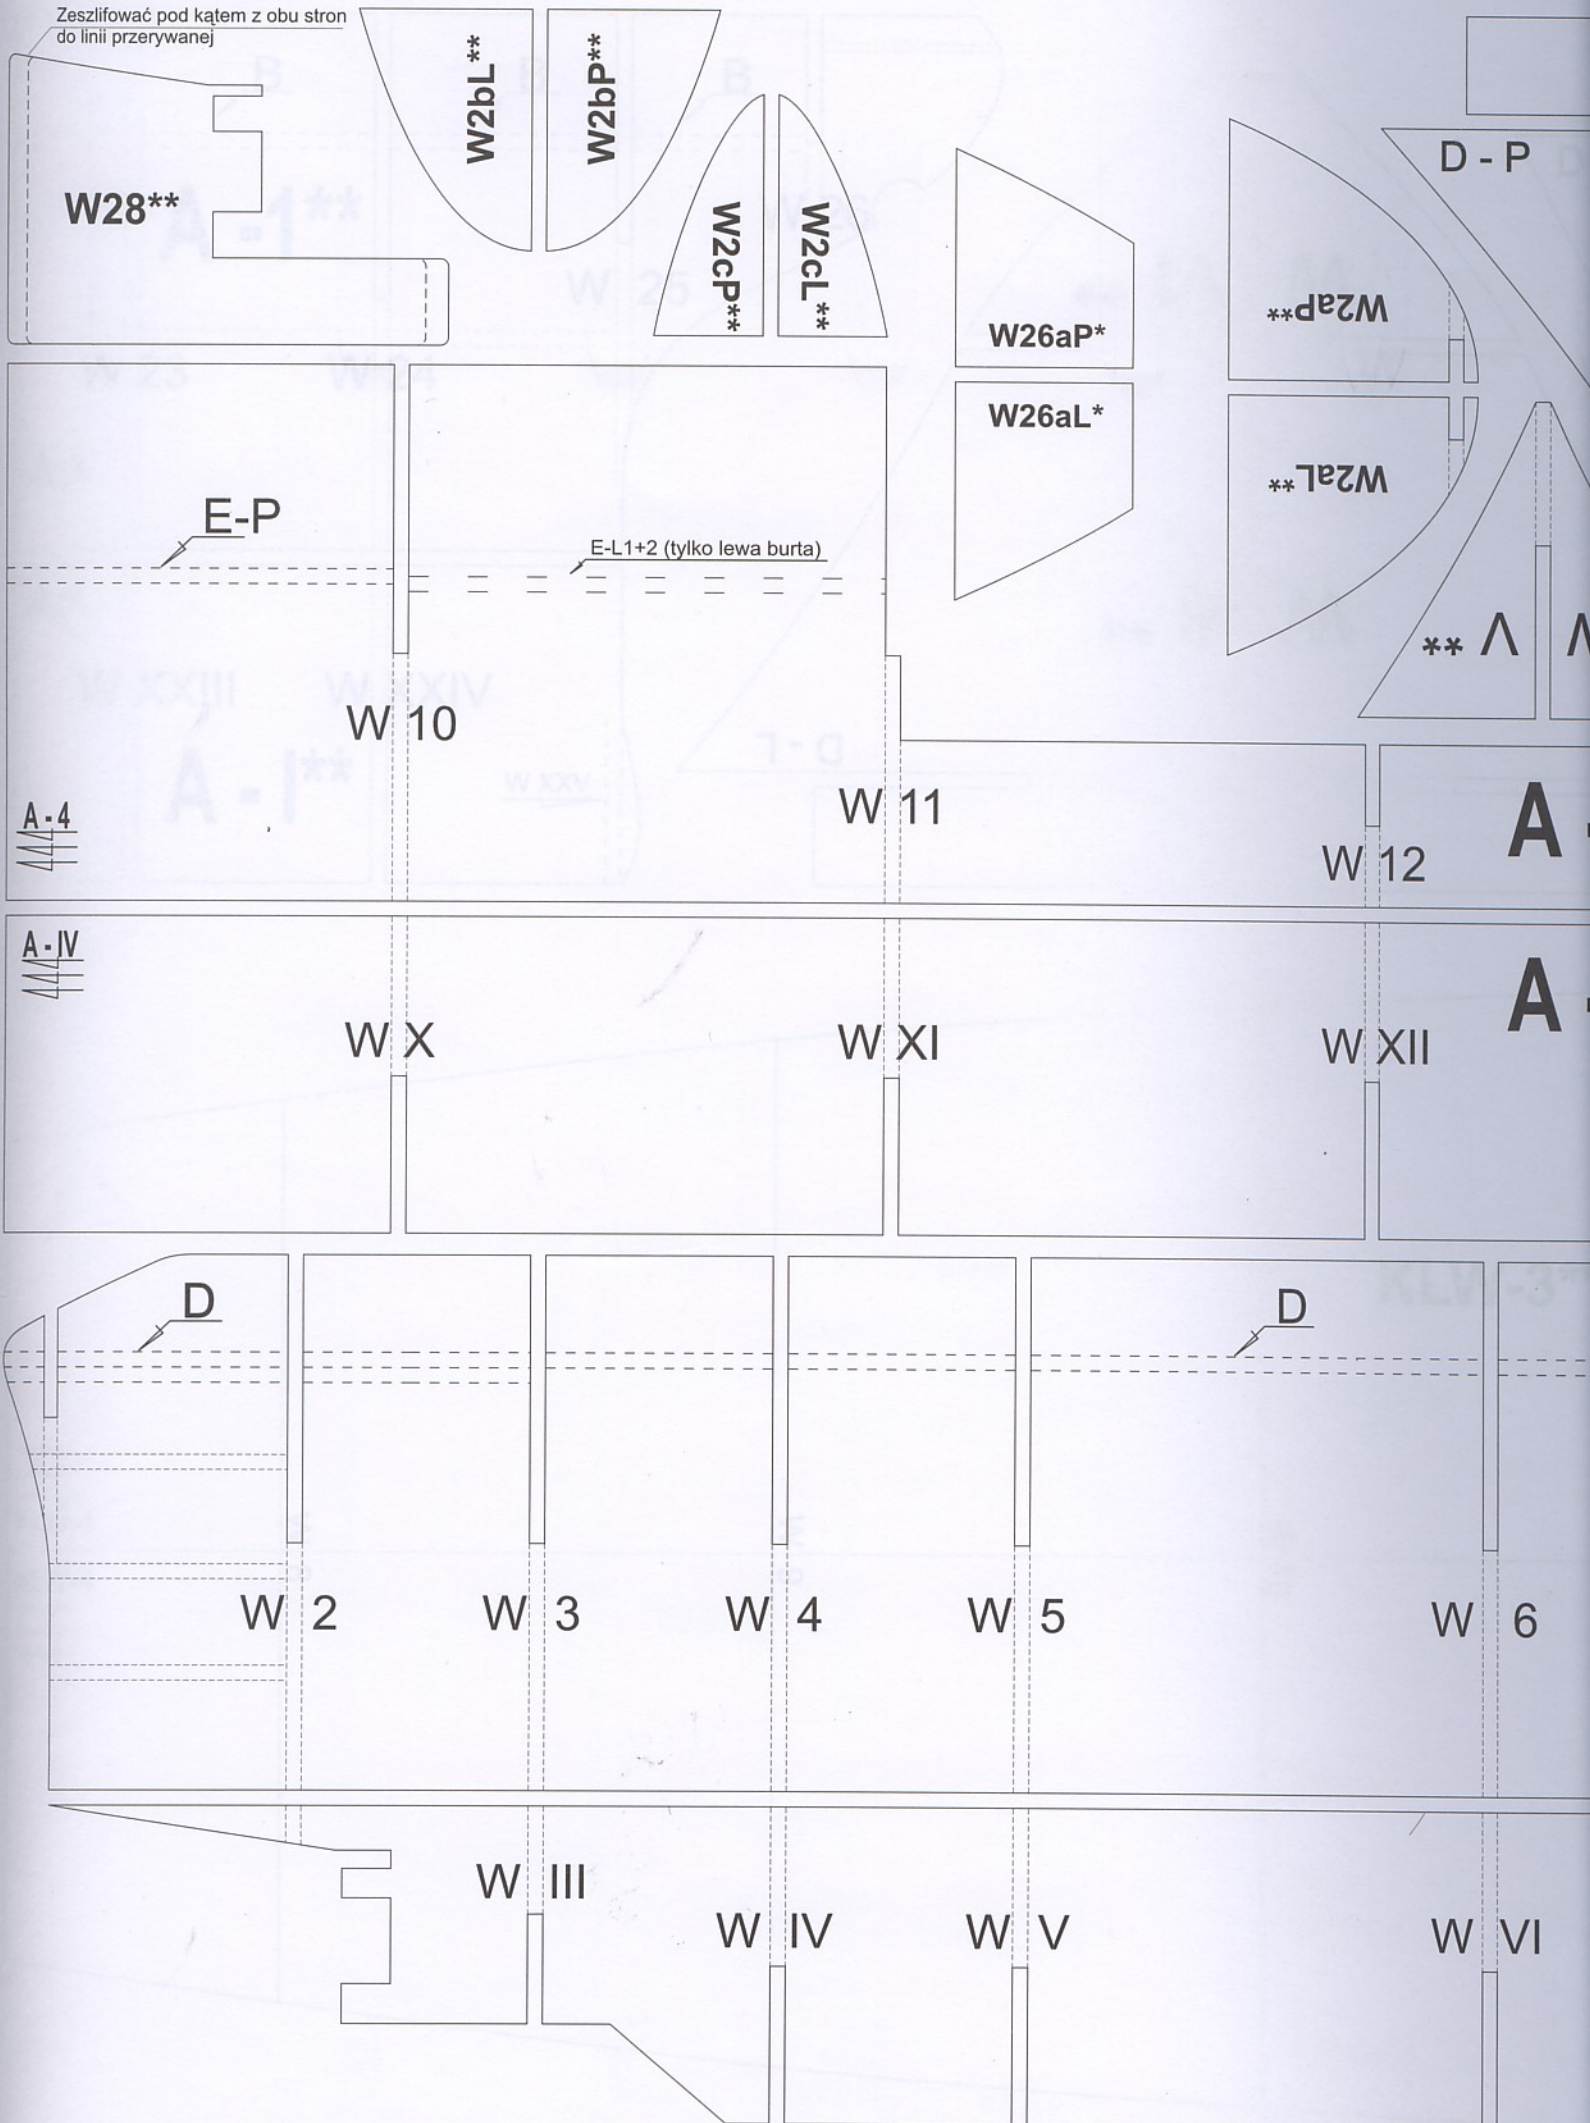 Zeszlifować pod kątem z obu stron
do linii przerywanej
W28**
W2bL**
W2bP**
W2cP**
W2cL**
W26aP*
W26aL*
W2aP**
W2aL**
D - P
V **
E-P
E-L1+2 (tylko lewa burta)
W 10
W 11
W 12
A - 4
A -
A - IV
W X
W XI
W XII
A -
D
D
W 2
W 3
W 4
W 5
W 6
W III
W IV
W V
W VI